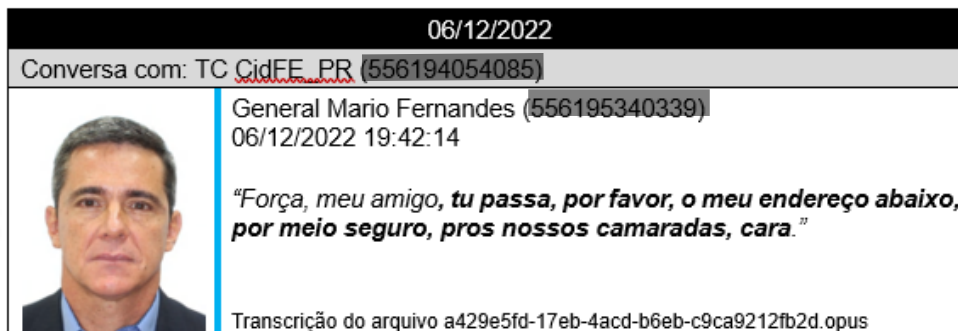 06/12/2022
Conversa com: TC CidFE_PR
General Mario Fernandes
06/12/2022 19:42:14
“Força, meu amigo, tu passa, por favor, o meu endereço abaixo,
por meio seguro, pros nossos camaradas, cara.”
Transcrição do arquivo a429e5fd-17eb-4acd-b6eb-c9ca9212fb2d.opus